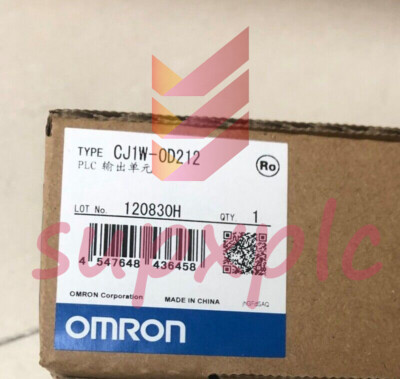 TYPE CJ1W-OD212
PLC 输出单元
Ro
LOT No. 120830H QTY 1
4 547648 436458
OMRON Corporation MADE IN CHINA
OMRON
supxplc